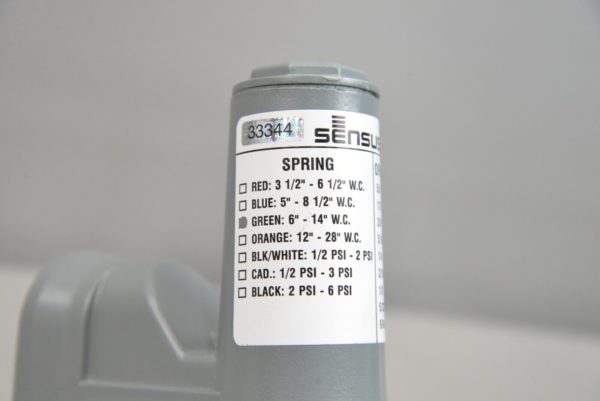 33344
SENSUS
SPRING
RED: 3 1/2" - 6 1/2" W.C.
BLUE: 5" - 8 1/2" W.C.
GREEN: 6" - 14" W.C.
ORANGE: 12" - 28" W.C.
BLK/WHITE: 1/2 PSI - 2 PSI
CAD.: 1/2 PSI - 3 PSI
BLACK: 2 PSI - 6 PSI